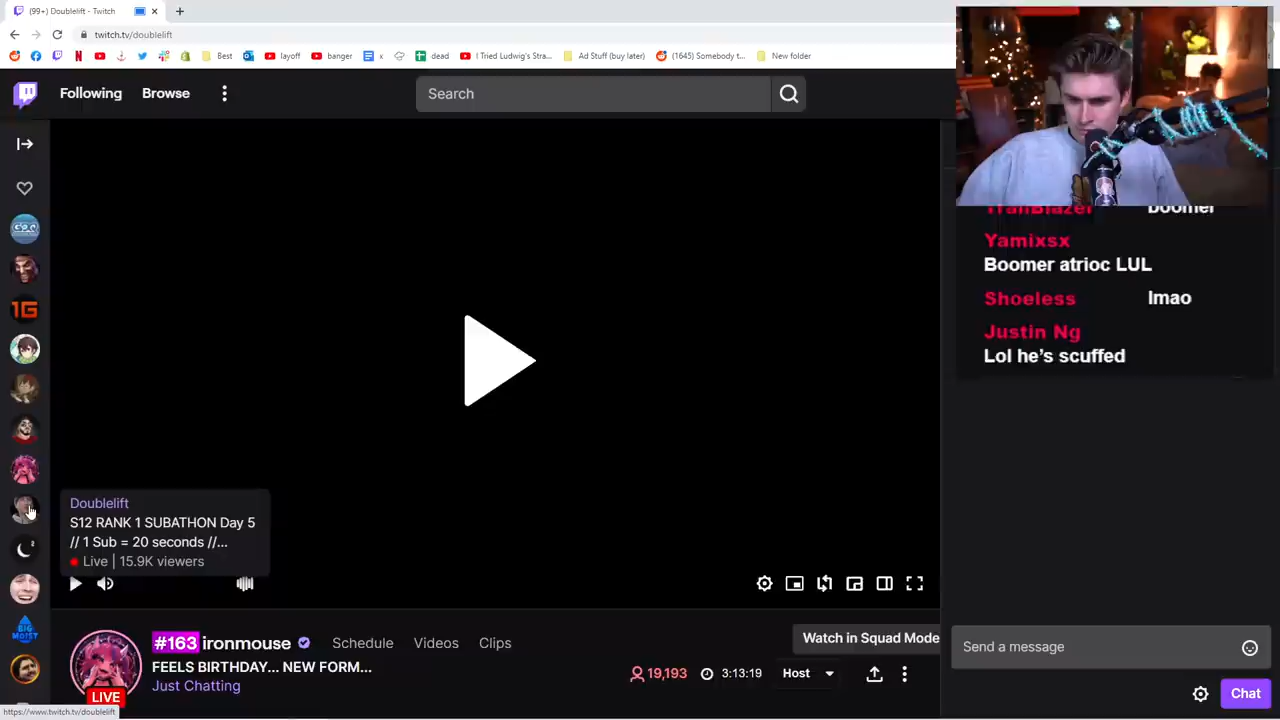 (99+) Doublelift - Twitch
twitch.tv/doublelift
Best
layoff
banger
x
dead
I Tried Ludwig's Stra...
Ad Stuff (buy later)
(1645) Somebody t...
New folder
Following
Browse
Search
TrailBlazer boomer
Yamixsx
Boomer atrioc LUL
Shoeless lmao
Justin Ng
Lol he's scuffed
1G
Doublelift
S12 RANK 1 SUBATHON Day 5
// 1 Sub = 20 seconds //...
Live | 15.9K viewers
BIG
MOIST
#163 ironmouse
Schedule
Videos
Clips
Watch in Squad Mode
FEELS BIRTHDAY... NEW FORM...
Just Chatting
LIVE
19,193
3:13:19
Host
Send a message
Chat
https://www.twitch.tv/doublelift